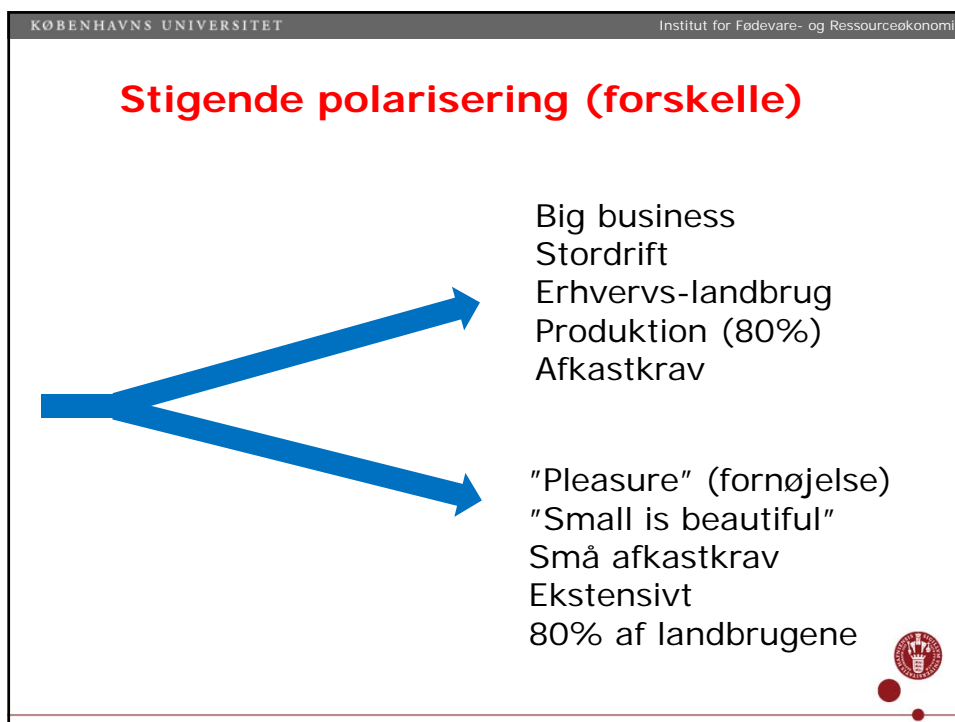 KØBENHAVNS UNIVERSITET
Institut for Fødevare- og Ressourceøkonomi
Stigende polarisering (forskelle)
Big business
Stordrift
Erhvervs-landbrug
Produktion (80%)
Afkastkrav
”Pleasure” (fornøjelse)
”Small is beautiful”
Små afkastkrav
Ekstensivt
80% af landbrugene